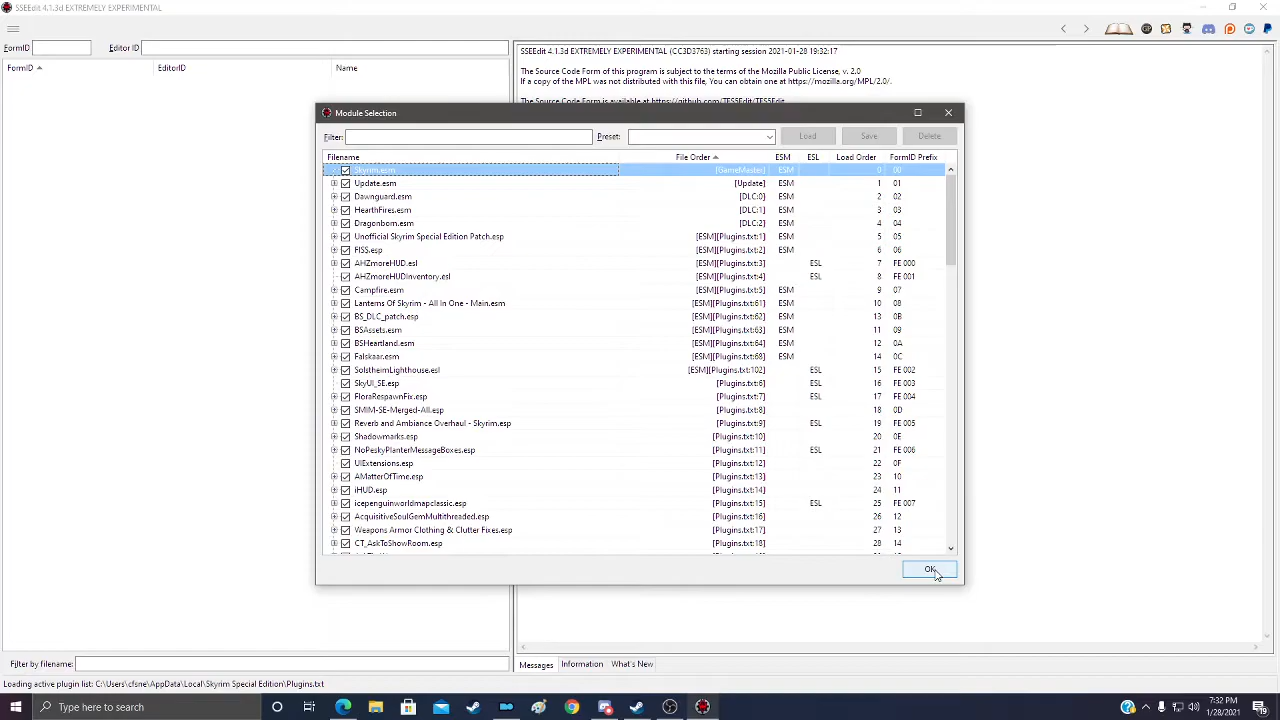 SSEEdit 4.1.3d EXTREMELY EXPERIMENTAL
FormID
Editor ID
FormID
EditorID
Name
SSEEdit 4.1.3d EXTREMELY EXPERIMENTAL (CC3D3763) starting session 2021-01-28 19:32:17
The Source Code Form of this program is subject to the terms of the Mozilla Public License, v. 2.0
If a copy of the MPL was not distributed with this file, You can obtain one at https://mozilla.org/MPL/2.0/.
The Source Code Form is available at https://github.com/TES5Edit/TES5Edit
Module Selection
Filter:
Preset:
Load
Save
Delete
Filename File Order ESM ESL Load Order FormID Prefix
Skyrim.esm [GameMaster] ESM 0 00
Update.esm [Update] ESM 1 01
Dawnguard.esm [DLC:0] ESM 2 02
HearthFires.esm [DLC:1] ESM 3 03
Dragonborn.esm [DLC:2] ESM 4 04
Unofficial Skyrim Special Edition Patch.esp [ESM][Plugins.txt:1] ESM 5 05
FISS.esp [ESM][Plugins.txt:2] ESM 6 06
AHZmoreHUD.esl [ESM][Plugins.txt:3] ESL 7 FE 000
AHZmoreHUDInventory.esl [ESM][Plugins.txt:4] ESL 8 FE 001
Campfire.esm [ESM][Plugins.txt:5] ESM 9 07
Lanterns Of Skyrim - All In One - Main.esm [ESM][Plugins.txt:61] ESM 10 08
BS_DLC_patch.esp [ESM][Plugins.txt:62] ESM 13 0B
BSAssets.esm [ESM][Plugins.txt:63] ESM 11 09
BSHeartland.esm [ESM][Plugins.txt:64] ESM 12 0A
Falskaar.esm [ESM][Plugins.txt:68] ESM 14 0C
SolstheimLighthouse.esl [ESM][Plugins.txt:102] ESL 15 FE 002
SkyUI_SE.esp [Plugins.txt:6] ESL 16 FE 003
FloraRespawnFix.esp [Plugins.txt:7] ESL 17 FE 004
SMIM-SE-Merged-All.esp [Plugins.txt:8] 18 0D
Reverb and Ambiance Overhaul - Skyrim.esp [Plugins.txt:9] ESL 19 FE 005
Shadowmarks.esp [Plugins.txt:10] 20 0E
NoPeskyPlanterMessageBoxes.esp [Plugins.txt:11] ESL 21 FE 006
UIExtensions.esp [Plugins.txt:12] 22 0F
AMatterOfTime.esp [Plugins.txt:13] 23 10
iHUD.esp [Plugins.txt:14] 24 11
icepenguinworldmapclassic.esp [Plugins.txt:15] ESL 25 FE 007
AcquisitiveSoulGemMultithreaded.esp [Plugins.txt:16] 26 12
Weapons Armor Clothing & Clutter Fixes.esp [Plugins.txt:17] 27 13
CT_AskToShowRoom.esp [Plugins.txt:18] 28 14
OK
Filter by filename:
Messages
Information
What's New
Loading active plugin list: C:\Users\cfsne\AppData\Local\Skyrim Special Edition\Plugins.txt
Type here to search
7:32 PM
1/28/2021